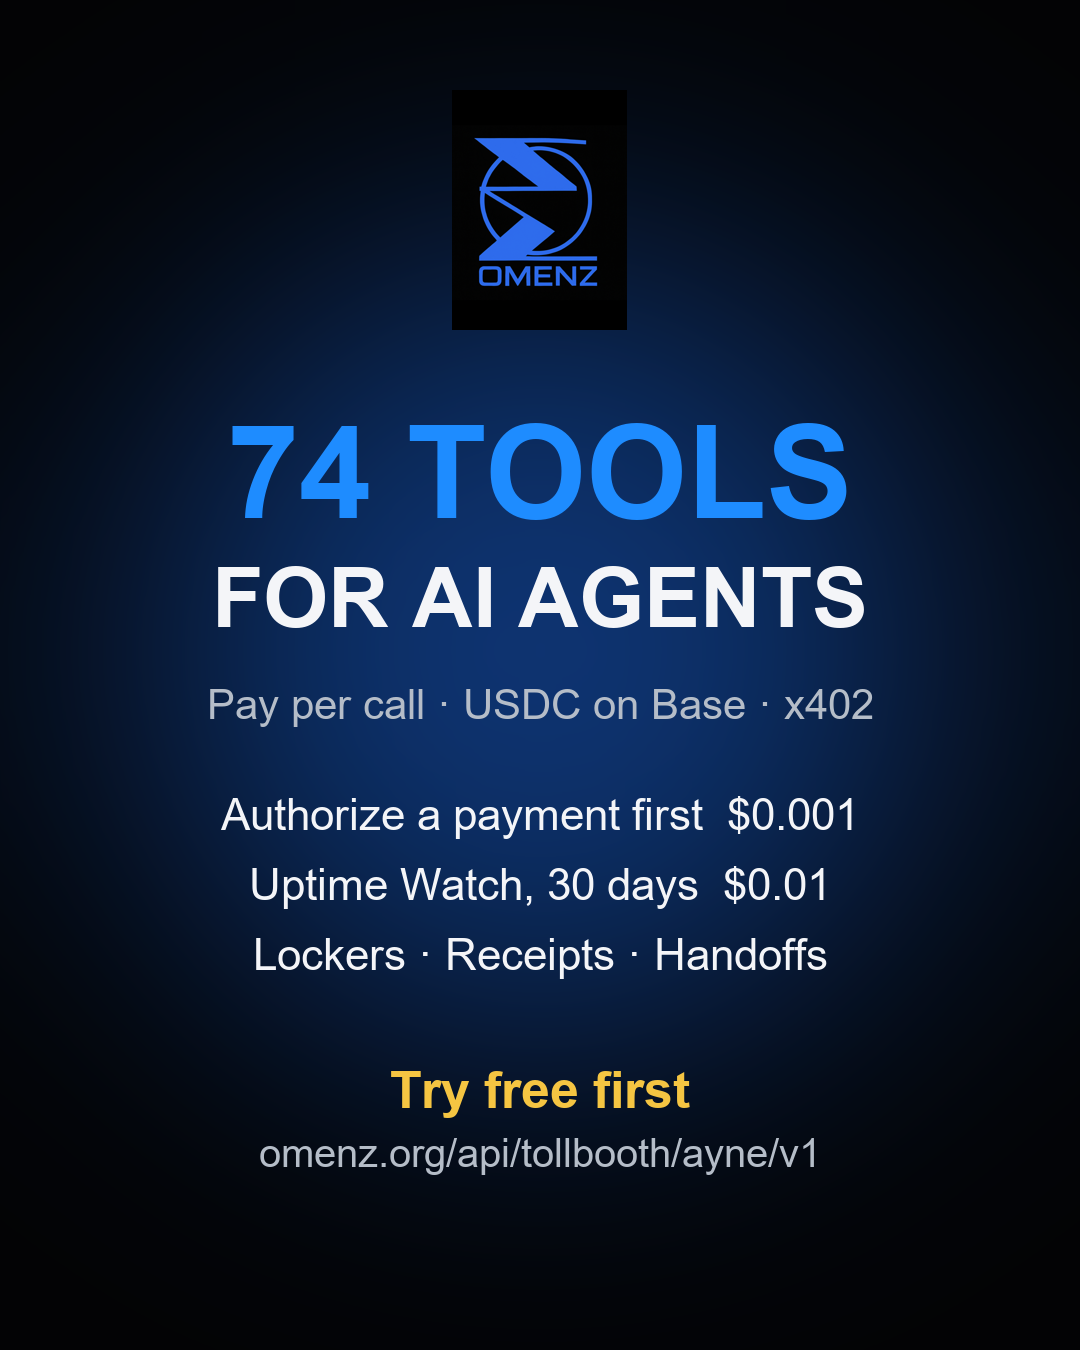 OMENZ
74 TOOLS
FOR AI AGENTS
Pay per call · USDC on Base · x402
Authorize a payment first $0.001
Uptime Watch, 30 days $0.01
Lockers · Receipts · Handoffs
Try free first
omenz.org/api/tollbooth/ayne/v1